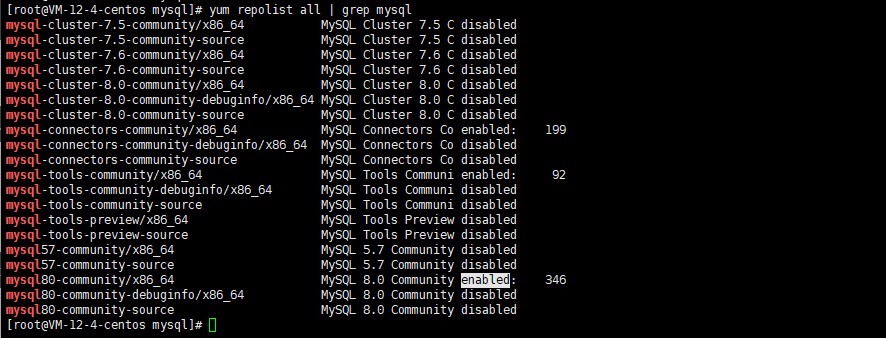 [root@VM-12-4-centos mysql]# yum repolist all | grep mysql
mysql-cluster-7.5-community/x86_64 MySQL Cluster 7.5 C disabled
mysql-cluster-7.5-community-source MySQL Cluster 7.5 C disabled
mysql-cluster-7.6-community/x86_64 MySQL Cluster 7.6 C disabled
mysql-cluster-7.6-community-source MySQL Cluster 7.6 C disabled
mysql-cluster-8.0-community/x86_64 MySQL Cluster 8.0 C disabled
mysql-cluster-8.0-community-debuginfo/x86_64 MySQL Cluster 8.0 C disabled
mysql-cluster-8.0-community-source MySQL Cluster 8.0 C disabled
mysql-connectors-community/x86_64 MySQL Connectors Co enabled: 199
mysql-connectors-community-debuginfo/x86_64 MySQL Connectors Co disabled
mysql-connectors-community-source MySQL Connectors Co disabled
mysql-tools-community/x86_64 MySQL Tools Communi enabled: 92
mysql-tools-community-debuginfo/x86_64 MySQL Tools Communi disabled
mysql-tools-community-source MySQL Tools Communi disabled
mysql-tools-preview/x86_64 MySQL Tools Preview disabled
mysql-tools-preview-source MySQL Tools Preview disabled
mysql57-community/x86_64 MySQL 5.7 Community disabled
mysql57-community-source MySQL 5.7 Community disabled
mysql80-community/x86_64 MySQL 8.0 Community enabled: 346
mysql80-community-debuginfo/x86_64 MySQL 8.0 Community disabled
mysql80-community-source MySQL 8.0 Community disabled
[root@VM-12-4-centos mysql]#